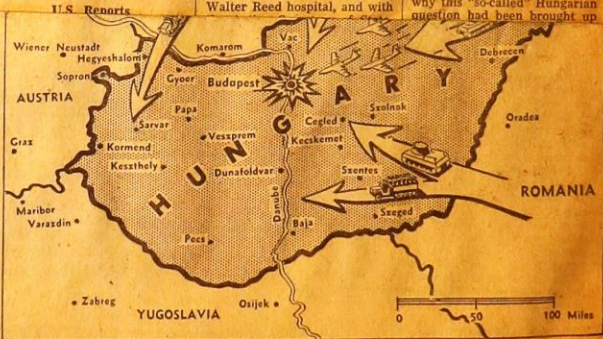 U.S. Reports
Walter Reed hospital, and with
why this "so-called" Hungarian
question had been brought up
Wiener Neustadt
Hegyeshalom
Komarom
Vac
Debrecen
Sopron
Gyoer
Budapest
AUSTRIA
Papa
Szolnok
Sarvar
Cegled
Oradea
Graz
Kormend
Veszprem
Kecskemet
Keszthely
Dunafoldvar
Szentes
HUNGARY
ROMANIA
Maribor
Varazdin
Danube
Szeged
Baja
Pecs
Zabreg
YUGOSLAVIA
Osijek
0 50 100 Miles